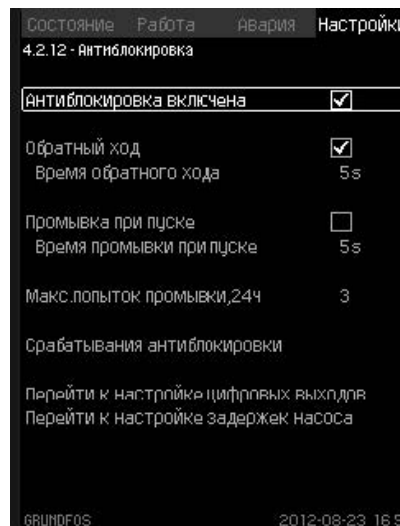 Состояние Работа Авария Настройки
4.2.12 - Антиблокировка
Антиблокировка включена
Обратный ход
Время обратного хода 5s
Промывка при пуске
Время промывки при пуске 5s
Макс.попыток промывки,24ч 3
Срабатывания антиблокировки
Перейти к настройке цифровых выходов
Перейти к настройке задержек насоса
GRUNDFOS 2012-08-23 16:5